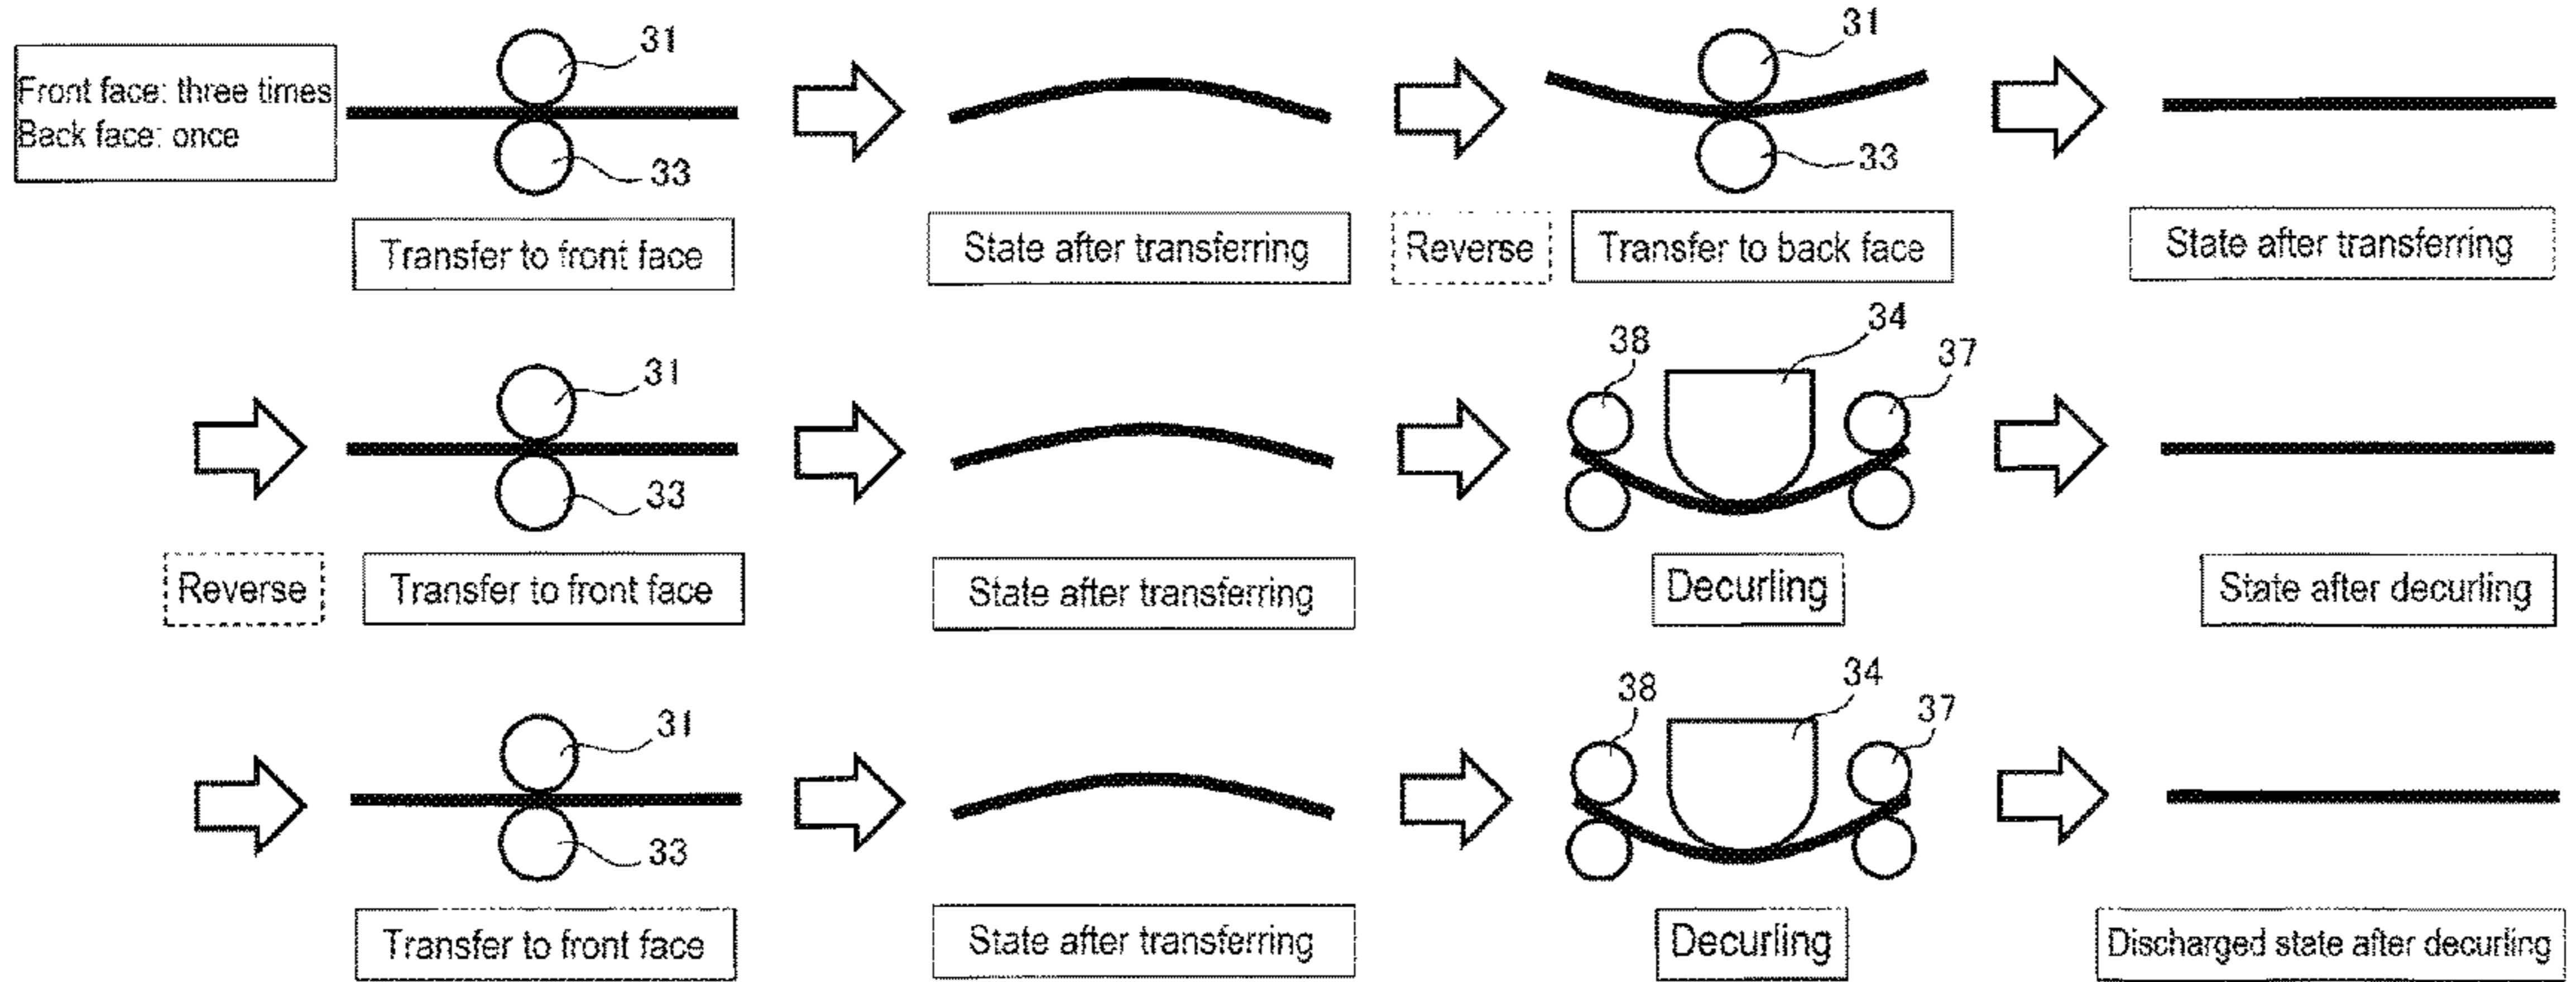 Front face: three times
Back face: once
31
33
31
33
Transfer to front face
State after transferring
Reverse
Transfer to back face
State after transferring
31
33
38
34
37
Reverse
Transfer to front face
State after transferring
Decurling
State after decurling
31
33
38
34
37
Transfer to front face
State after transferring
Decurling
Discharged state after decurling